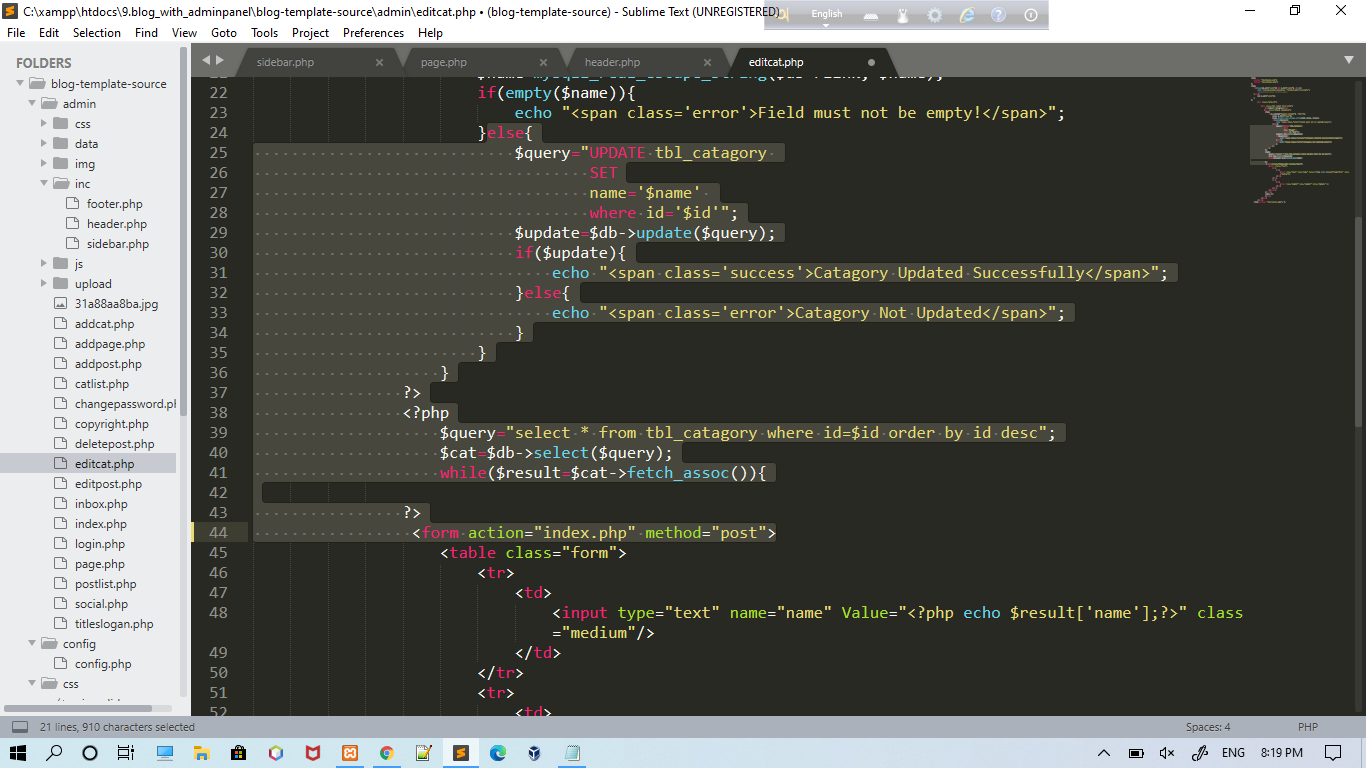 C:\xampp\htdocs\9.blog_with_adminpanel\blog-template-source\admin\editcat.php • (blog-template-source) - Sublime Text (UNREGISTERED)
English
File Edit Selection Find View Goto Tools Project Preferences Help
FOLDERS
blog-template-source
admin
css
data
img
inc
footer.php
header.php
sidebar.php
js
upload
31a88aa8ba.jpg
addcat.php
addpage.php
addpost.php
catlist.php
changepassword.ph
copyright.php
deletepost.php
editcat.php
editpost.php
inbox.php
index.php
login.php
page.php
postlist.php
social.php
titleslogan.php
config
config.php
css
sidebar.php × page.php × header.php × editcat.php
22 if(empty($name)){
23 echo "<span class='error'>Field must not be empty!</span>";
24 }else{
25 $query="UPDATE tbl_catagory
26 SET
27 name='$name'
28 where id='$id'";
29 $update=$db->update($query);
30 if($update){
31 echo "<span class='success'>Catagory Updated Successfully</span>";
32 }else{
33 echo "<span class='error'>Catagory Not Updated</span>";
34 }
35 }
36 }
37 ?>
38 <?php
39 $query="select * from tbl_catagory where id=$id order by id desc";
40 $cat=$db->select($query);
41 while($result=$cat->fetch_assoc()){
42
43 ?>
44 <form action="index.php" method="post">
45 <table class="form">
46 <tr>
47 <td>
48 <input type="text" name="name" Value="<?php echo $result['name'];?>" class
="medium"/>
49 </td>
50 </tr>
51 <tr>
52 <td>
21 lines, 910 characters selected
Spaces: 4
PHP
ENG
8:19 PM